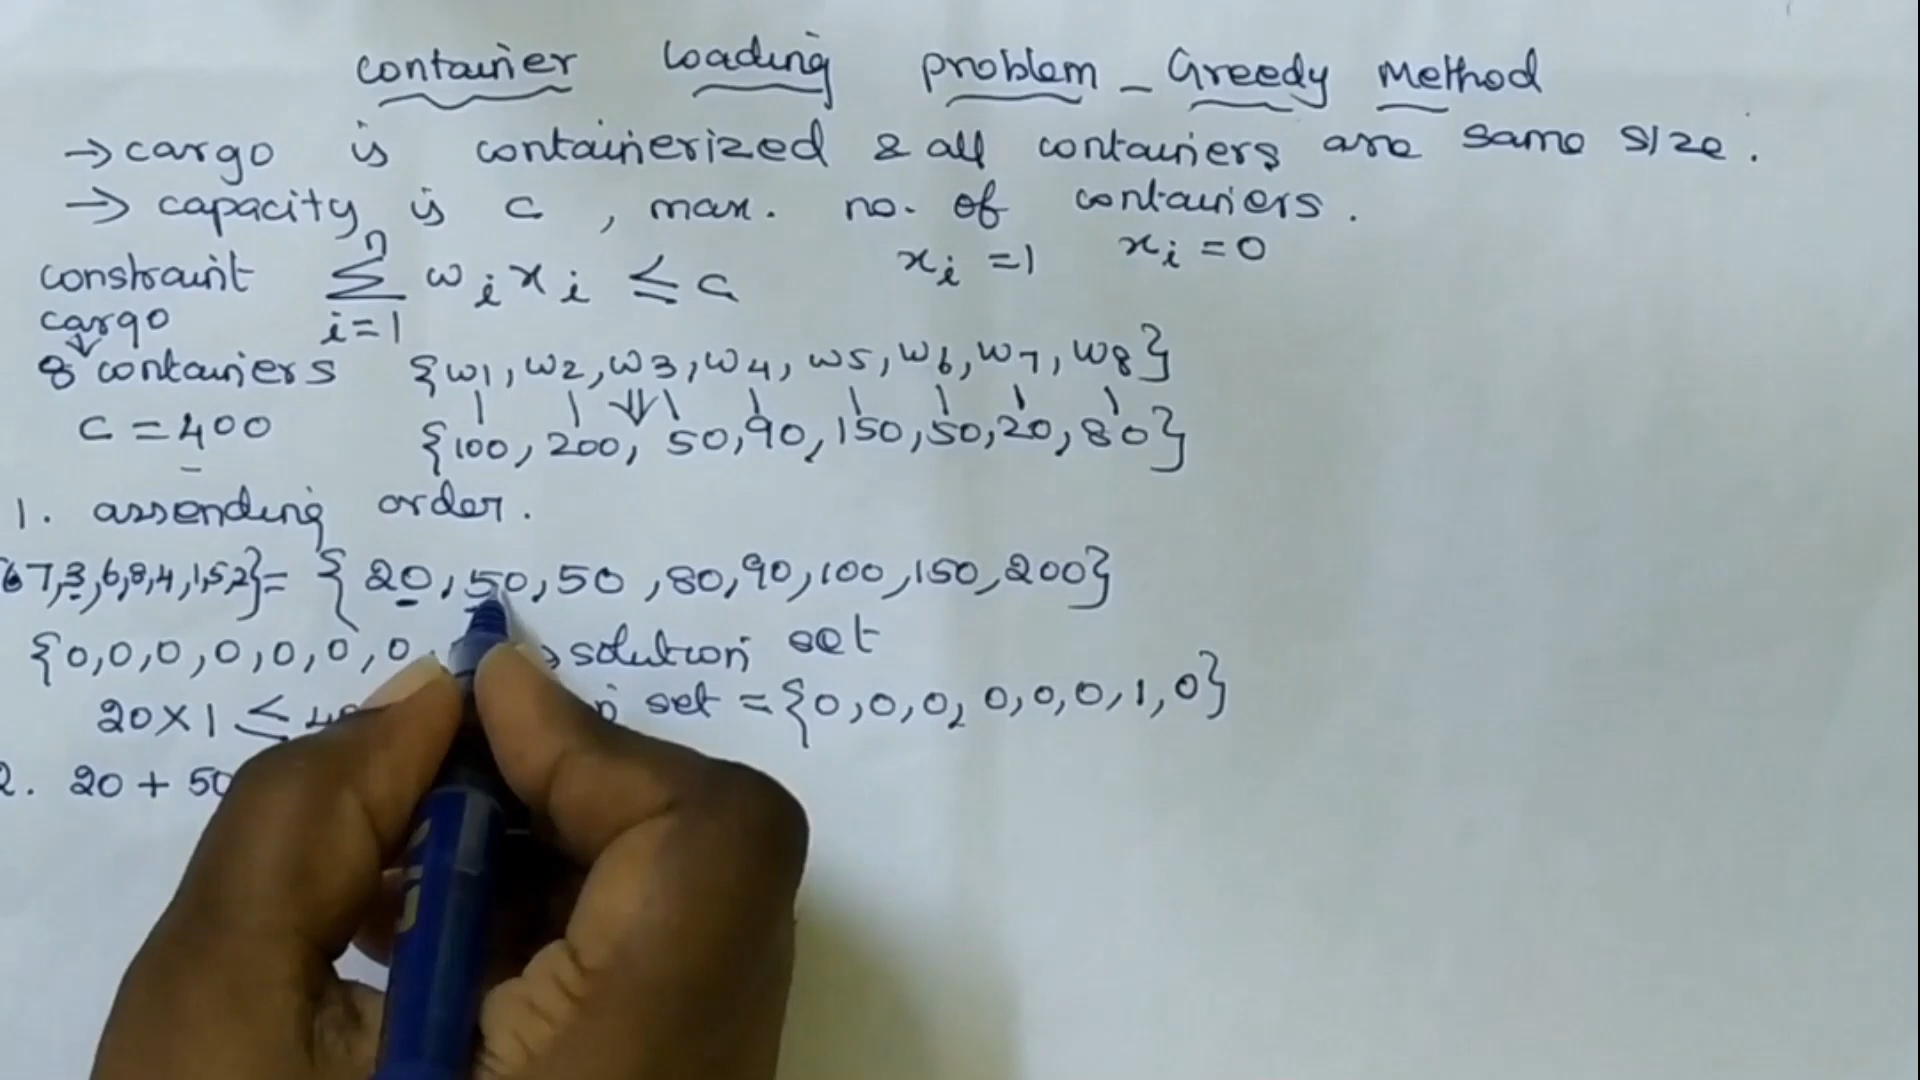 container loading problem - Greedy Method
→ cargo is containerized & all containers are same size.
→ capacity is c, max. no. of containers.
xi = 1 xi = 0
constraint n∑i=1 wi xi ≤ c
cargo
8 containers {w1, w2, w3, w4, w5, w6, w7, w8}
c = 400 {100, 200, 50, 90, 150, 50, 20, 80}
1. assending order.
7,3,6,8,4,1,5,2} = {20, 50, 50, 80, 90, 100, 150, 200}
{0,0,0,0,0,0,0 solution set
20 x 1 ≤ set = {0,0,0,0,0,0,1,0}
2. 20 + 50